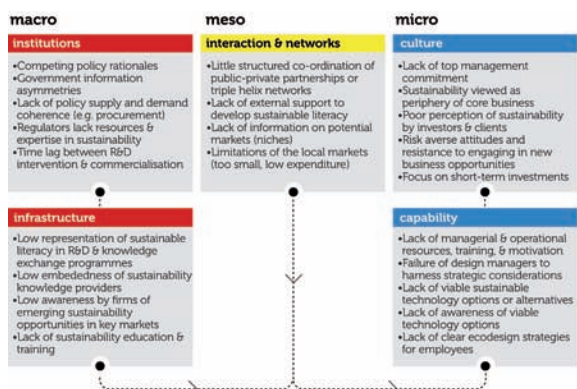 macro
institutions
•Competing policy rationales
•Government information
asymmetries
•Lack of policy supply and demand
coherence (e.g. procurement)
•Regulators lack resources &
expertise in sustainability
•Time lag between R&D
intervention & commercialisation
infrastructure
•Low representation of sustainable
literacy in R&D & knowledge
exchange programmes
•Low embededness of sustainability
knowledge providers
•Low awareness by firms of
emerging sustainability
opportunities in key markets
•Lack of sustainability education &
training
meso
interaction & networks
•Little structured co-ordination of
public-private partnerships or
triple helix networks
•Lack of external support to
develop sustainable literacy
•Lack of information on potential
markets (niches)
•Limitations of the local markets
(too small, low expenditure)
micro
culture
•Lack of top management
commitment
•Sustainability viewed as
periphery of core business
•Poor perception of sustainability
by investors & clients
•Risk averse attitudes and
resistance to engaging in new
business opportunities
•Focus on short-term investments
capability
•Lack of managerial & operational
resources, training, & motivation
•Failure of design managers to
harness strategic considerations
•Lack of viable sustainable
technology options or alternatives
•Lack of awareness of viable
technology options
•Lack of clear ecodesign strategies
for employees